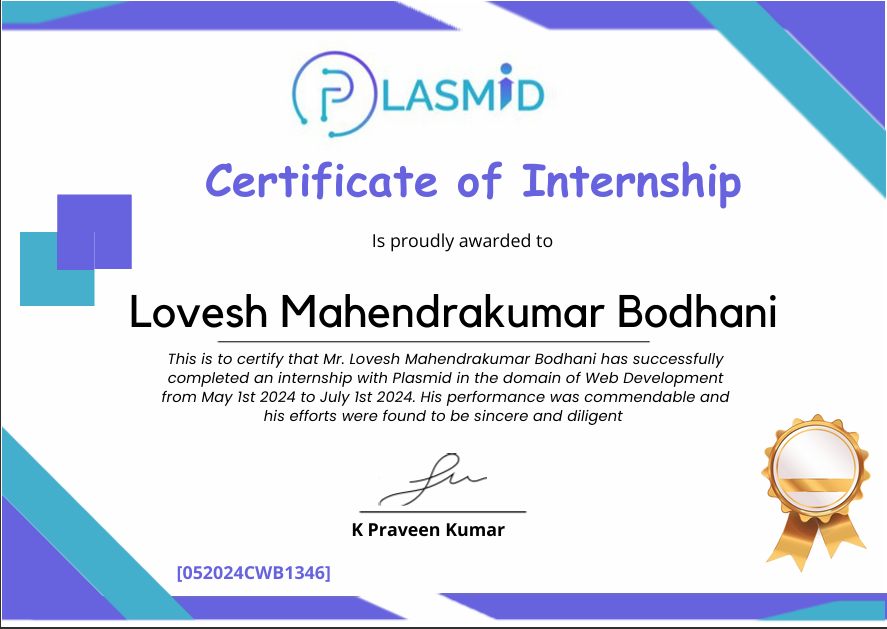 PLASMiD
Certificate of Internship
Is proudly awarded to
Lovesh Mahendrakumar Bodhani
This is to certify that Mr. Lovesh Mahendrakumar Bodhani has successfully
completed an internship with Plasmid in the domain of Web Development
from May 1st 2024 to July 1st 2024. His performance was commendable and
his efforts were found to be sincere and diligent
K Praveen Kumar
[052024CWB1346]